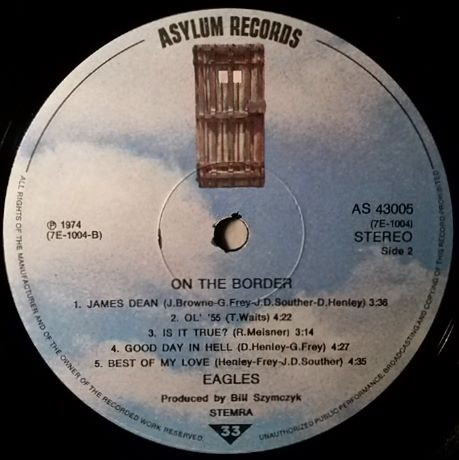 ASYLUM RECORDS
℗ 1974
(7E-1004-B)
AS 43005
(7E-1004)
STEREO
Side 2
ON THE BORDER
1. JAMES DEAN (J.Browne-G.Frey-J.D.Souther-D.Henley) 3:36
2. OL' '55 (T.Waits) 4:22
3. IS IT TRUE? (R.Meisner) 3:14
4. GOOD DAY IN HELL (D.Henley-G.Frey) 4:27
5. BEST OF MY LOVE (Henley-Frey-J.D.Souther) 4:35
EAGLES
Produced by Bill Szymczyk
STEMRA
33
ALL RIGHTS OF THE MANUFACTURER AND OF THE OWNER OF THE RECORDED WORK RESERVED.
UNAUTHORIZED PUBLIC PERFORMANCE, BROADCASTING AND COPYING OF THIS RECORD PROHIBITED